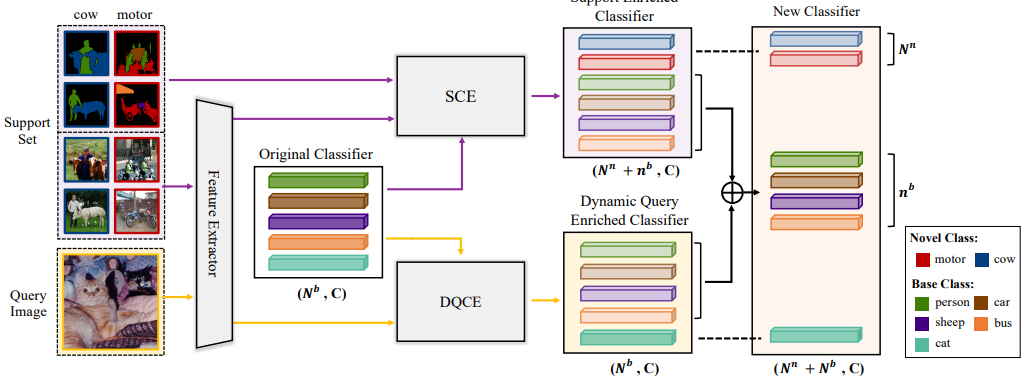 cow motor
Support Enriched
Classifier
New Classifier
N^n
SCE
Support
Set
Original Classifier
Feature Extractor
(N^n + n^b , C)
Dynamic Query
Enriched Classifier
n^b
Novel Class:
motor cow
Base Class:
person car
sheep bus
cat
Query
Image
(N^b , C)
DQCE
(N^b , C)
(N^n + N^b , C)